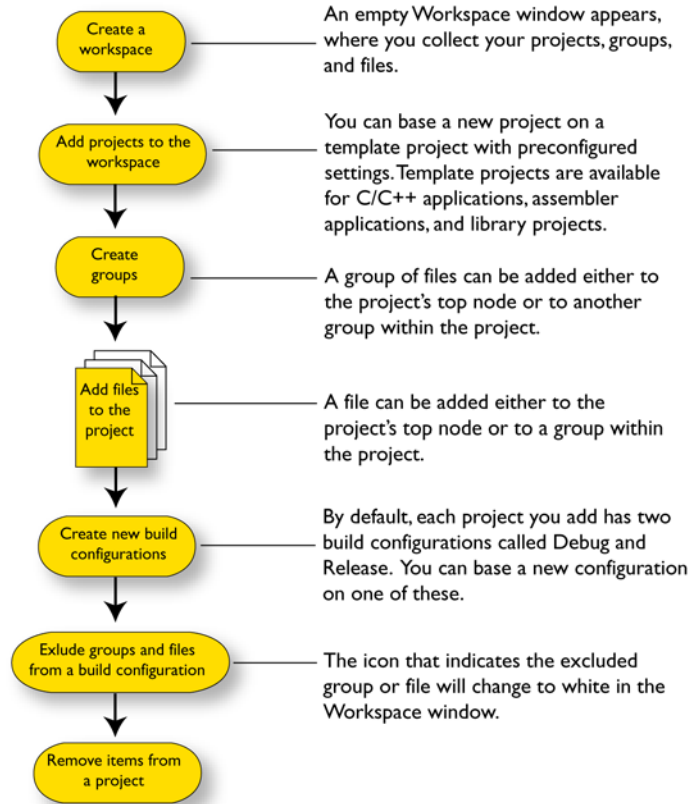 Create a
workspace
An empty Workspace window appears,
where you collect your projects, groups,
and files.
Add projects to the
workspace
You can base a new project on a
template project with preconfigured
settings. Template projects are available
for C/C++ applications, assembler
applications, and library projects.
Create
groups
A group of files can be added either to
the project's top node or to another
group within the project.
Add files
to the
project
A file can be added either to the
project's top node or to a group within
the project.
Create new build
configurations
By default, each project you add has two
build configurations called Debug and
Release. You can base a new configuration
on one of these.
Exlude groups and files
from a build configuration
The icon that indicates the excluded
group or file will change to white in the
Workspace window.
Remove items from
a project